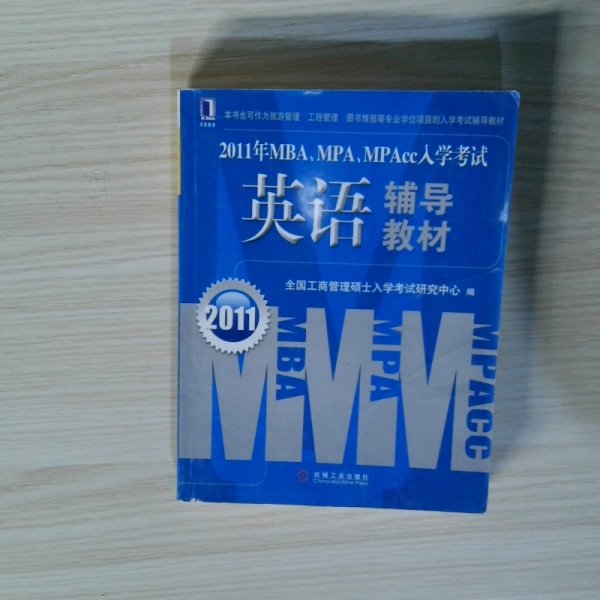 本书也可作为旅游管理 工程管理 图书情报等专业学位项目的入学考试辅导教材
2011年MBA、MPA、MPAcc入学考试
英语 辅导
教材
全国工商管理硕士入学考试研究中心 编
2011
MBA
MPA
MPACC
机械工业出版社
China Machine Press